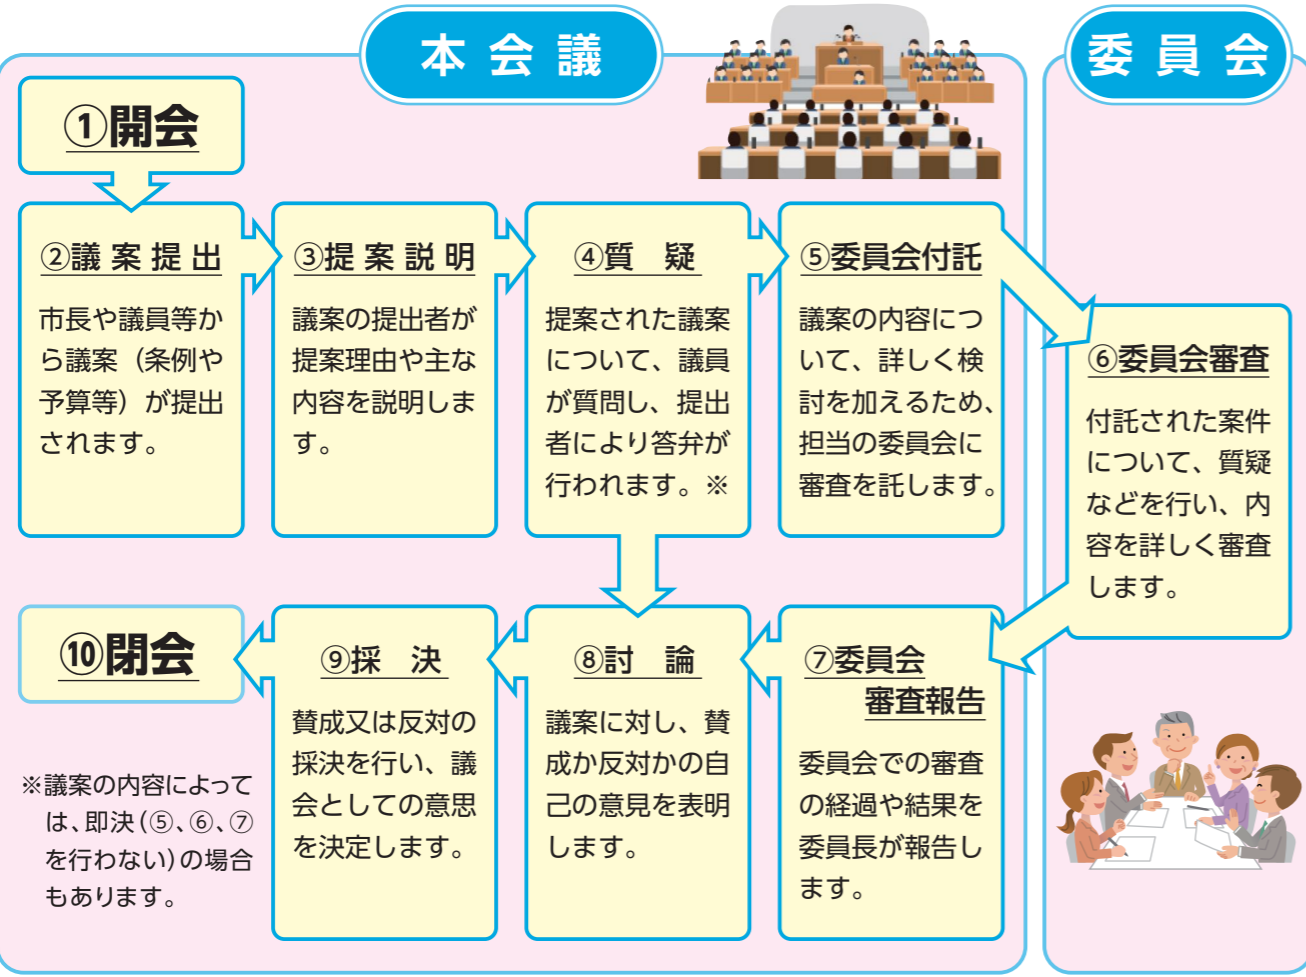 本会議
委員会
①開会
②議案提出
市長や議員等か
ら議案（条例や
予算等）が提出
されます。
③提案説明
議案の提出者が
提案理由や主な
内容を説明しま
す。
④質　疑
提案された議案
について、議員
が質問し、提出
者により答弁が
行われます。※
⑤委員会付託
議案の内容につ
いて、詳しく検
討を加えるため、
担当の委員会に
審査を託します。
⑥委員会審査
付託された案件
について、質疑
などを行い、内
容を詳しく審査
します。
⑦委員会
審査報告
委員会での審査
の経過や結果を
委員長が報告し
ます。
⑧討　論
議案に対し、賛
成か反対かの自
己の意見を表明
します。
⑨採　決
賛成又は反対の
採決を行い、議
会としての意思
を決定します。
⑩閉会
※議案の内容によって
は、即決（⑤、⑥、⑦
を行わない）の場合
もあります。